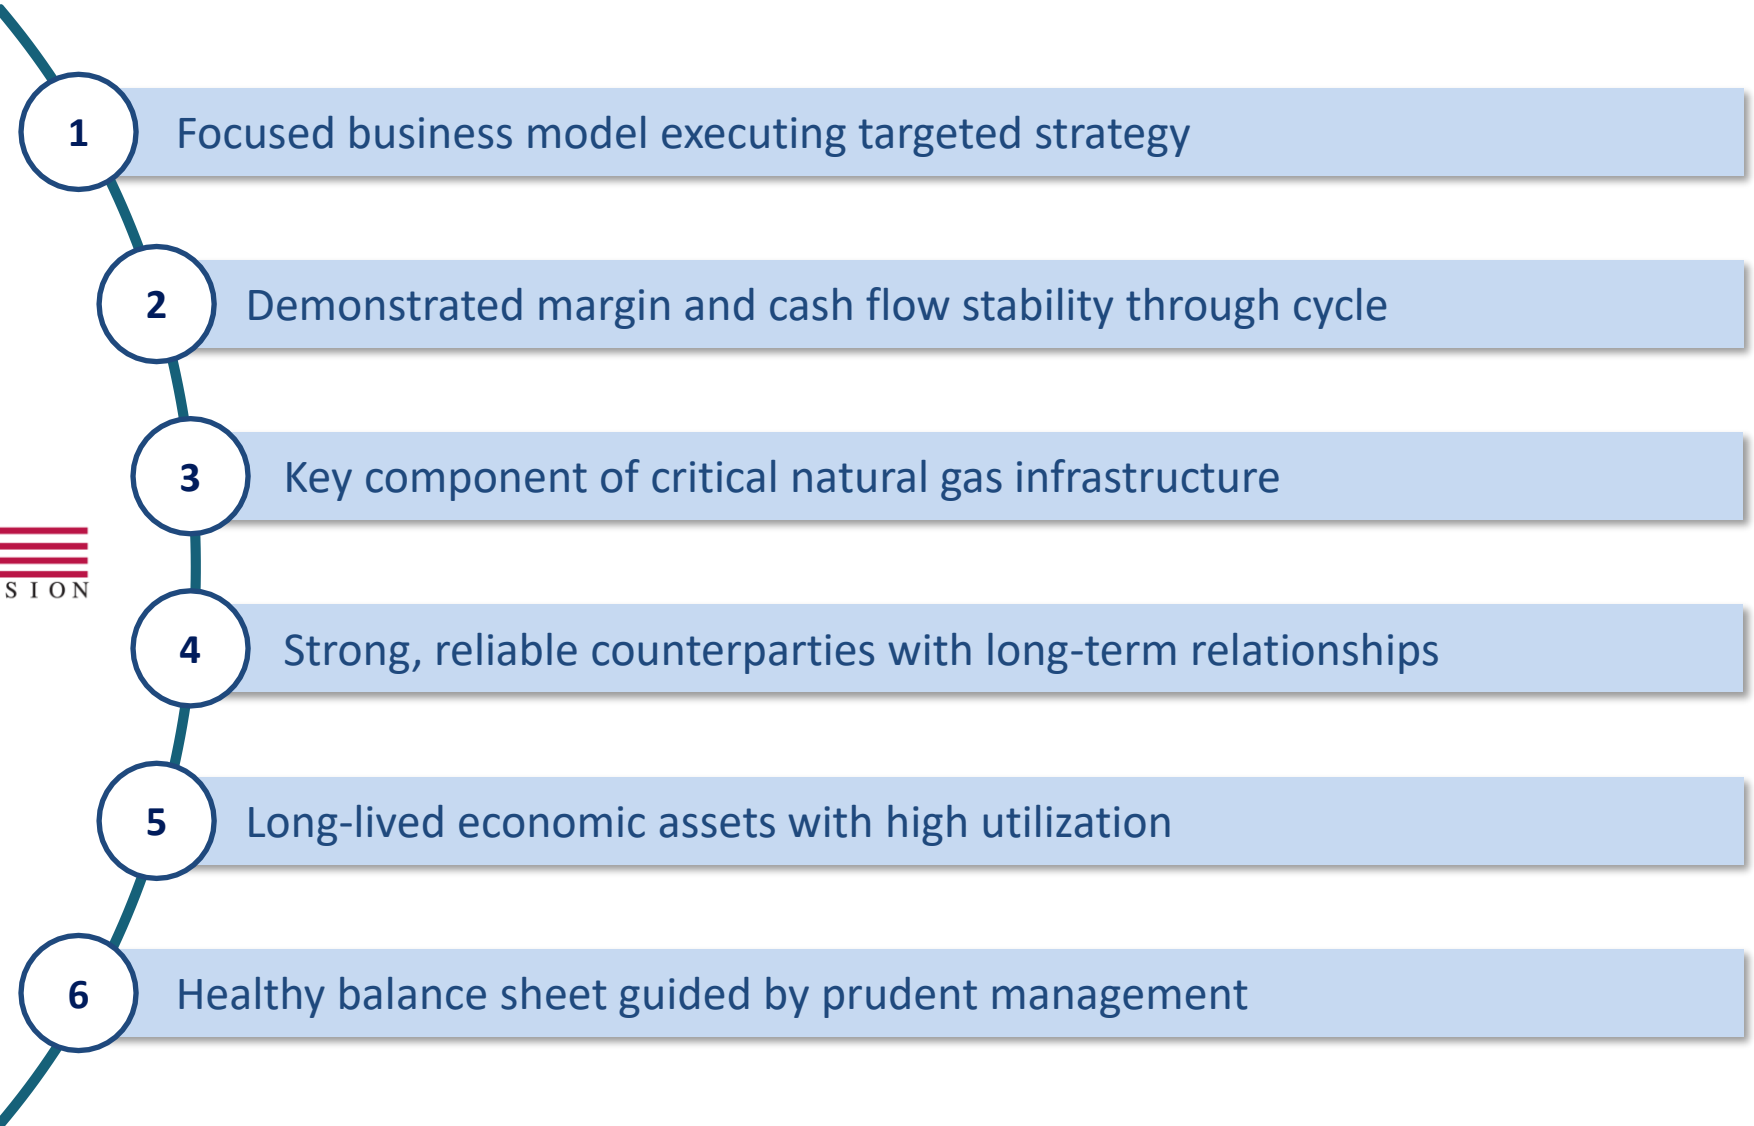 1
Focused business model executing targeted strategy
2
Demonstrated margin and cash flow stability through cycle
3
Key component of critical natural gas infrastructure
SION
4
Strong, reliable counterparties with long-term relationships
5
Long-lived economic assets with high utilization
6
Healthy balance sheet guided by prudent management